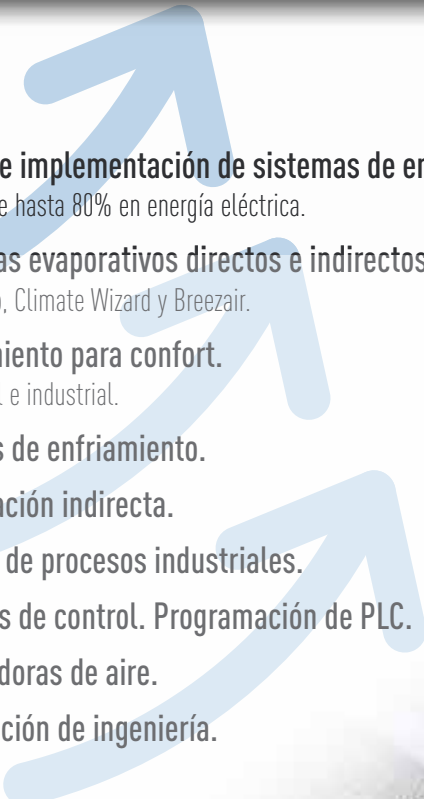 e implementación de sistemas de en
e hasta 80% en energía eléctrica.
as evaporativos directos e indirectos
, Climate Wizard y Breezair.
miento para confort.
l e industrial.
s de enfriamiento.
ación indirecta.
de procesos industriales.
s de control. Programación de PLC.
doras de aire.
ción de ingeniería.